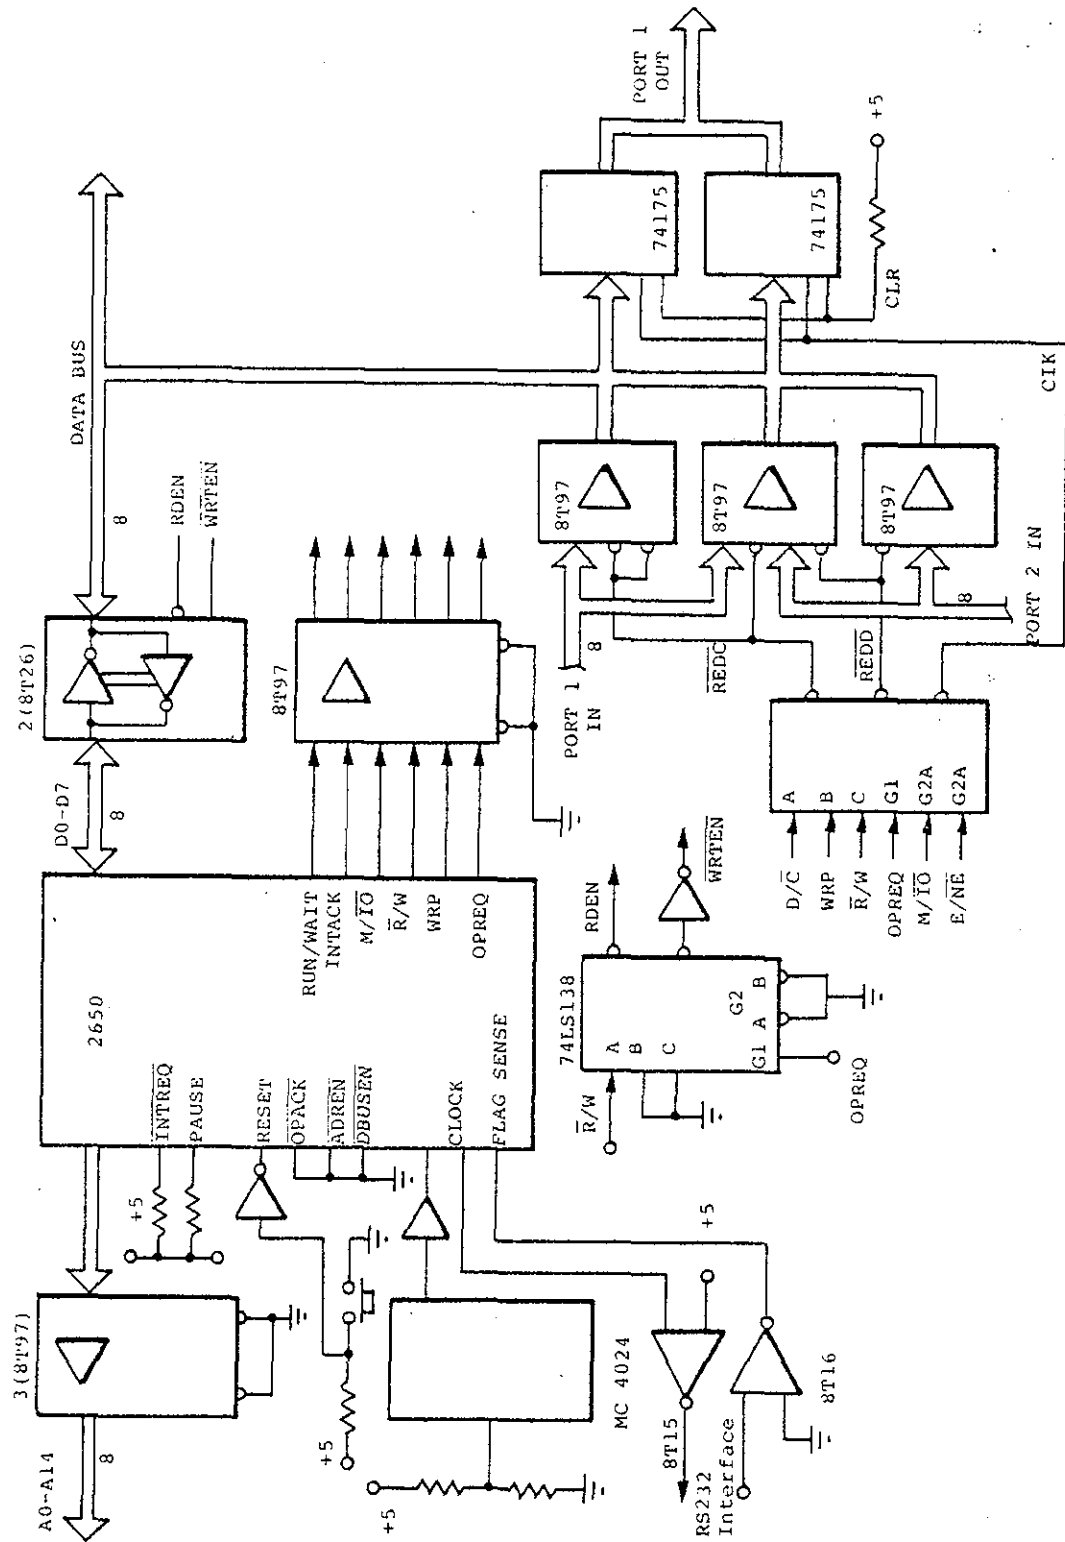 A0-A14
8
3(8T97)
+5
INTREQ
PAUSE
2650
D0-D7
8
2(8T26)
DATA BUS
8
RDEN
WRTEN
RESET
OPACK
ADREN
DBUSEN
CLOCK
FLAG SENSE
RUN/WAIT
INTACK
M/IO
R/W
WRP
OPREQ
8T97
+5
+5
MC 4024
+5
8T15
RS232
Interface
8T16
R/W
A
B
C
G1 A B
G2
74LS138
OPREQ
RDEN
WRTEN
PORT 1
IN
8
REDC
REDD
8T97
8T97
8T97
8
PORT 2 IN
D/C
WRP
R/W
OPREQ
M/IO
E/NE
A
B
C
G1
G2A
G2A
74175
74175
CLR
+5
CIK
PORT 1
OUT